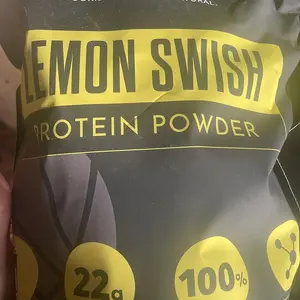 LEMON SWISH
PROTEIN POWDER
22g
100%